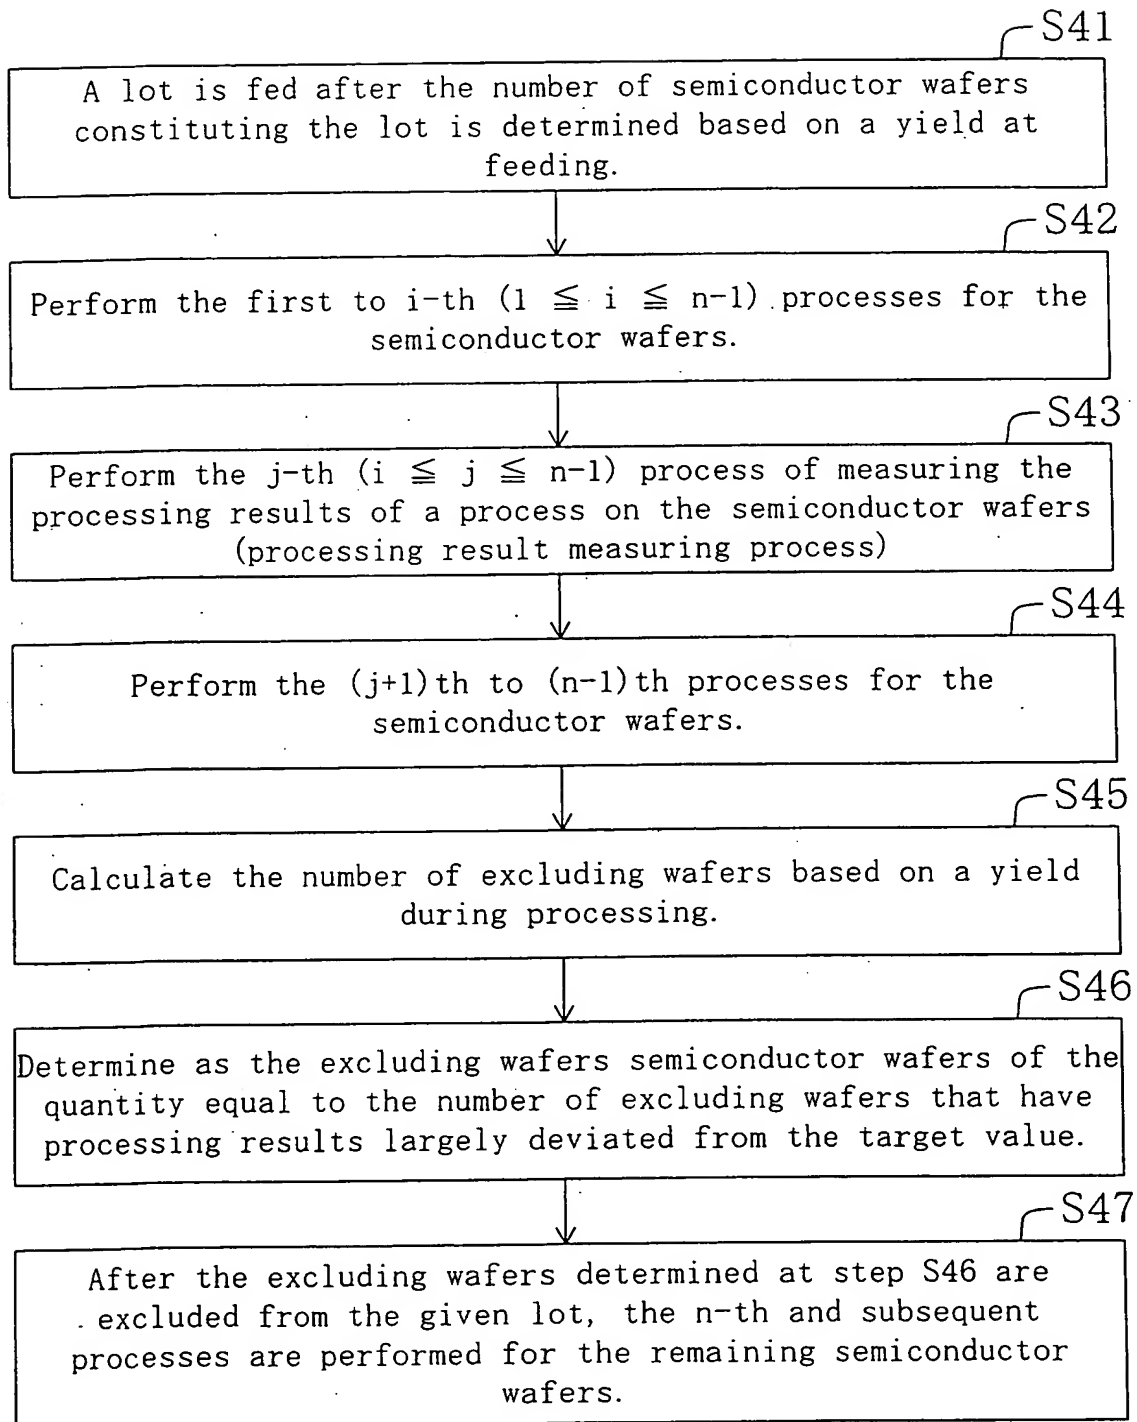 S41
A lot is fed after the number of semiconductor wafers
constituting the lot is determined based on a yield at
feeding.
S42
Perform the first to i-th (1 ≦ i ≦ n-1) processes for the
semiconductor wafers.
S43
Perform the j-th (i ≦ j ≦ n-1) process of measuring the
processing results of a process on the semiconductor wafers
(processing result measuring process)
S44
Perform the (j+1)th to (n-1)th processes for the
semiconductor wafers.
S45
Calculate the number of excluding wafers based on a yield
during processing.
S46
Determine as the excluding wafers semiconductor wafers of the
quantity equal to the number of excluding wafers that have
processing results largely deviated from the target value.
S47
After the excluding wafers determined at step S46 are
excluded from the given lot, the n-th and subsequent
processes are performed for the remaining semiconductor
wafers.